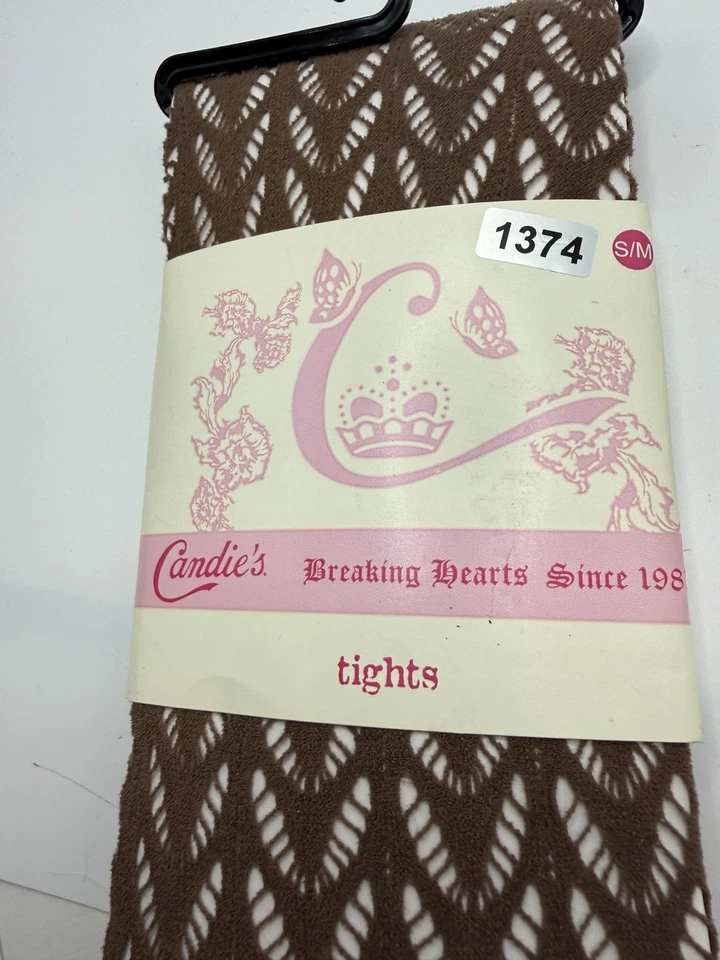 1374
S/M
Candie's. Breaking Hearts Since 198
tights